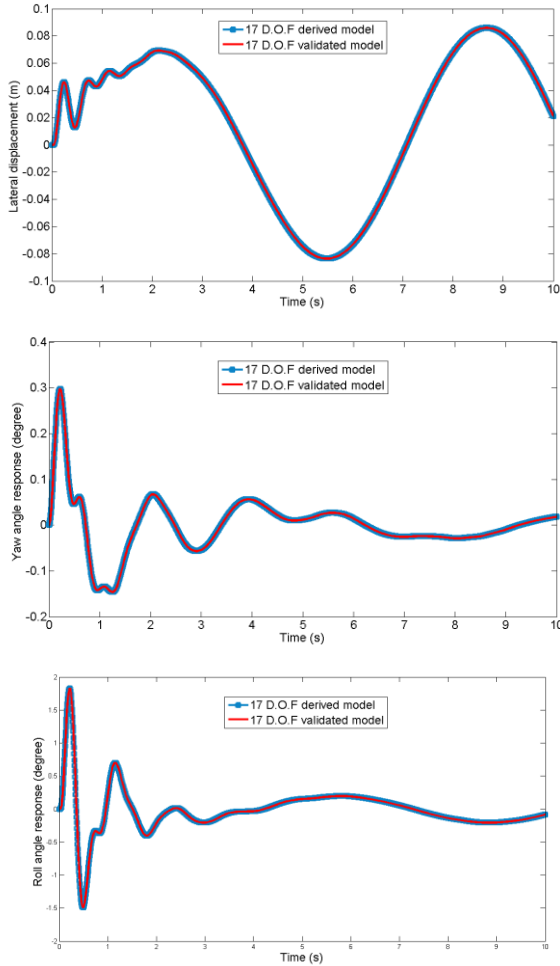 0.1
0.08
0.06
0.04
0.02
0
-0.02
-0.04
-0.06
-0.08
-0.1
Lateral displacement (m)
17 D.O.F derived model
17 D.O.F validated model
0 1 2 3 4 5 6 7 8 9 10
Time (s)
0.4
0.3
0.2
0.1
0
-0.1
-0.2
Yaw angle response (degree)
17 D.O.F derived model
17 D.O.F validated model
0 1 2 3 4 5 6 7 8 9 10
Time (s)
2
1.5
1
0.5
0
-0.5
-1
-1.5
-2
Roll angle response (degree)
17 D.O.F derived model
17 D.O.F validated model
0 1 2 3 4 5 6 7 8 9 10
Time (s)